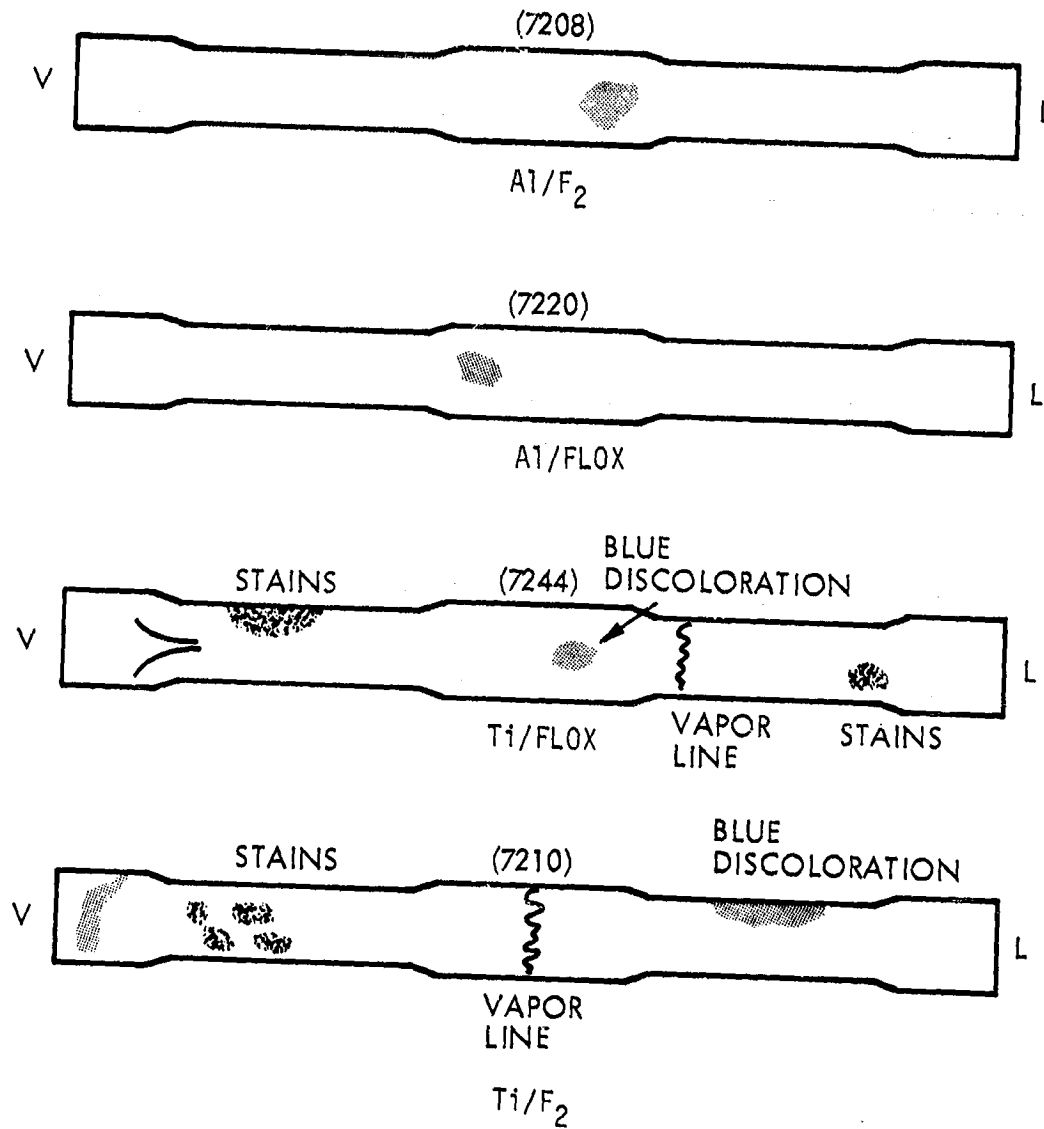 (7208)
V
L
Al/F2
(7220)
V
L
Al/FLOX
BLUE
DISCOLORATION
STAINS
(7244)
V
L
Ti/FLOX
VAPOR
LINE
STAINS
BLUE
DISCOLORATION
STAINS
(7210)
V
L
VAPOR
LINE
Ti/F2